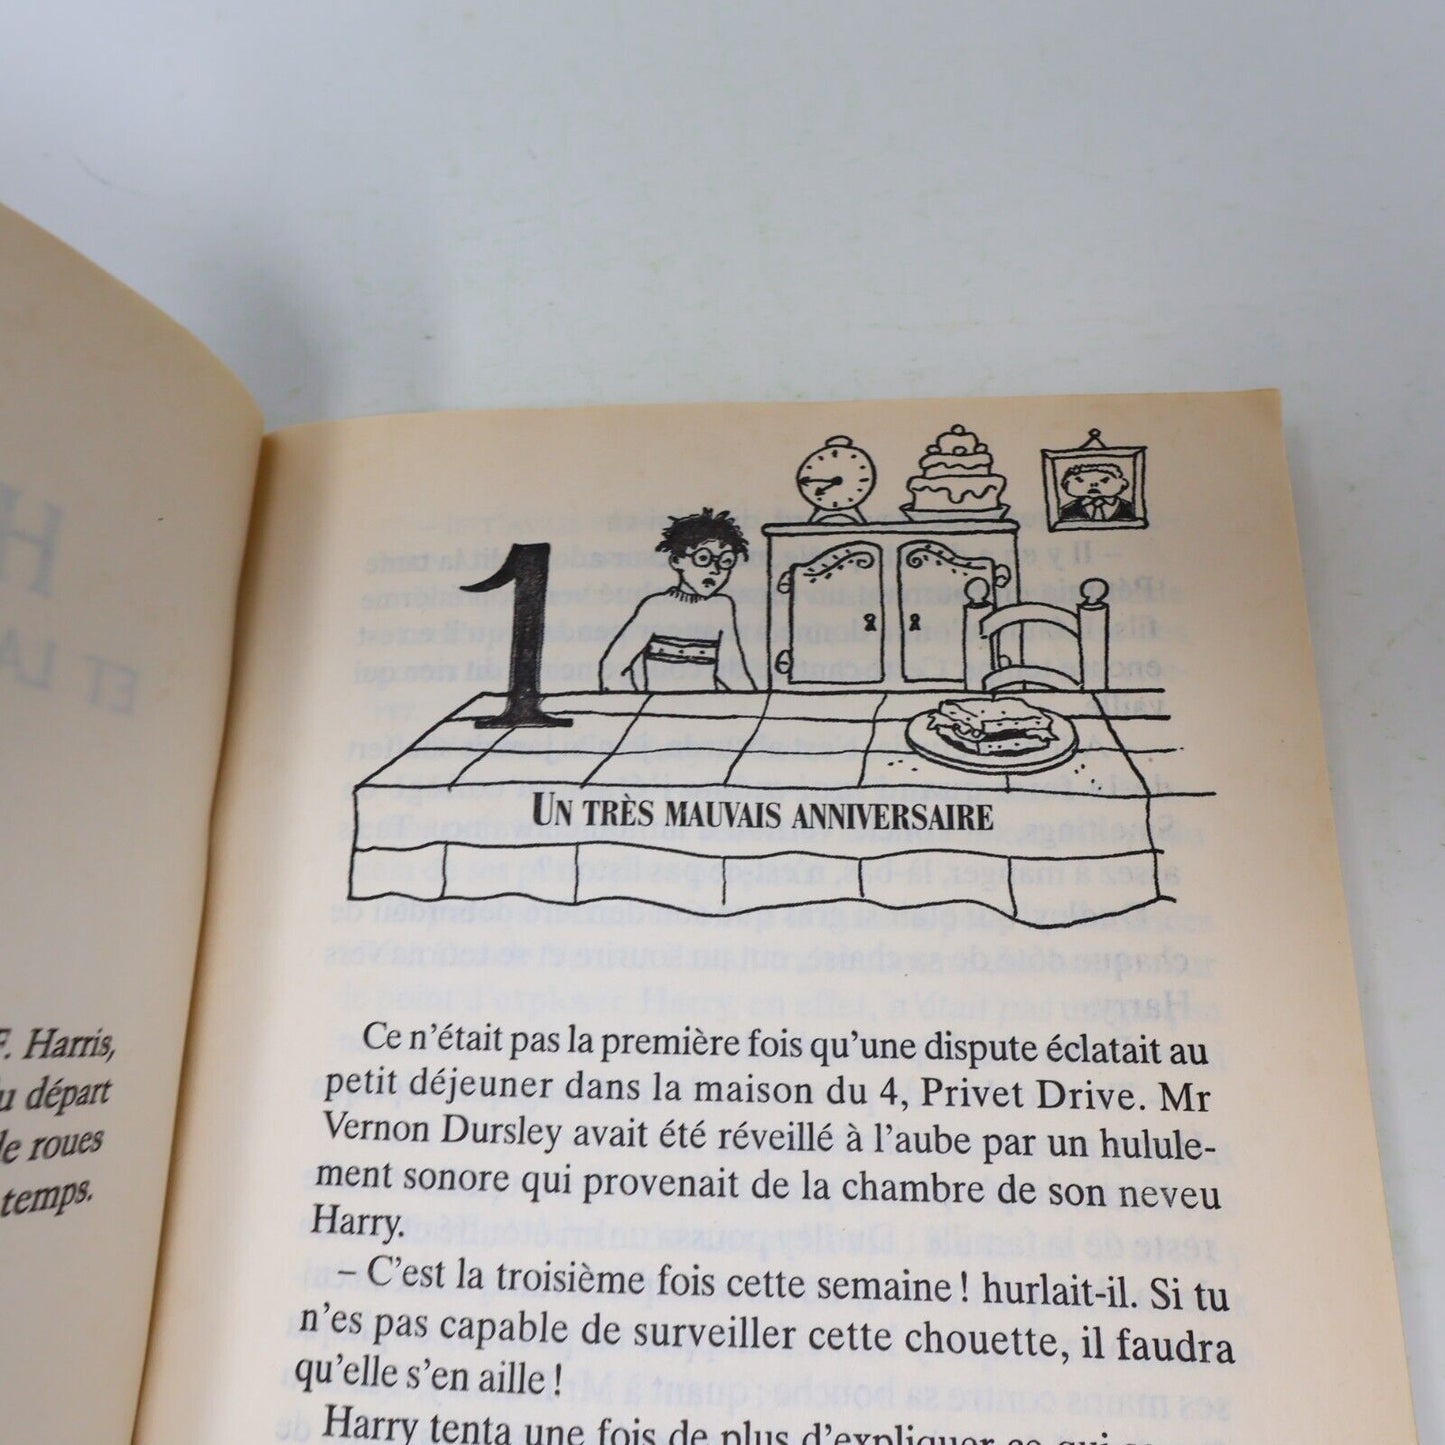 F. Harris,
u départ
le roues
temps.
1
UN TRÈS MAUVAIS ANNIVERSAIRE
Ce n'était pas la première fois qu'une dispute éclatait au
petit déjeuner dans la maison du 4, Privet Drive. Mr
Vernon Dursley avait été réveillé à l'aube par un hulule-
ment sonore qui provenait de la chambre de son neveu
Harry.
– C'est la troisième fois cette semaine ! hurlait-il. Si tu
n'es pas capable de surveiller cette chouette, il faudra
qu'elle s'en aille !
Harry tenta une fois de plus d'expliquer ce qui